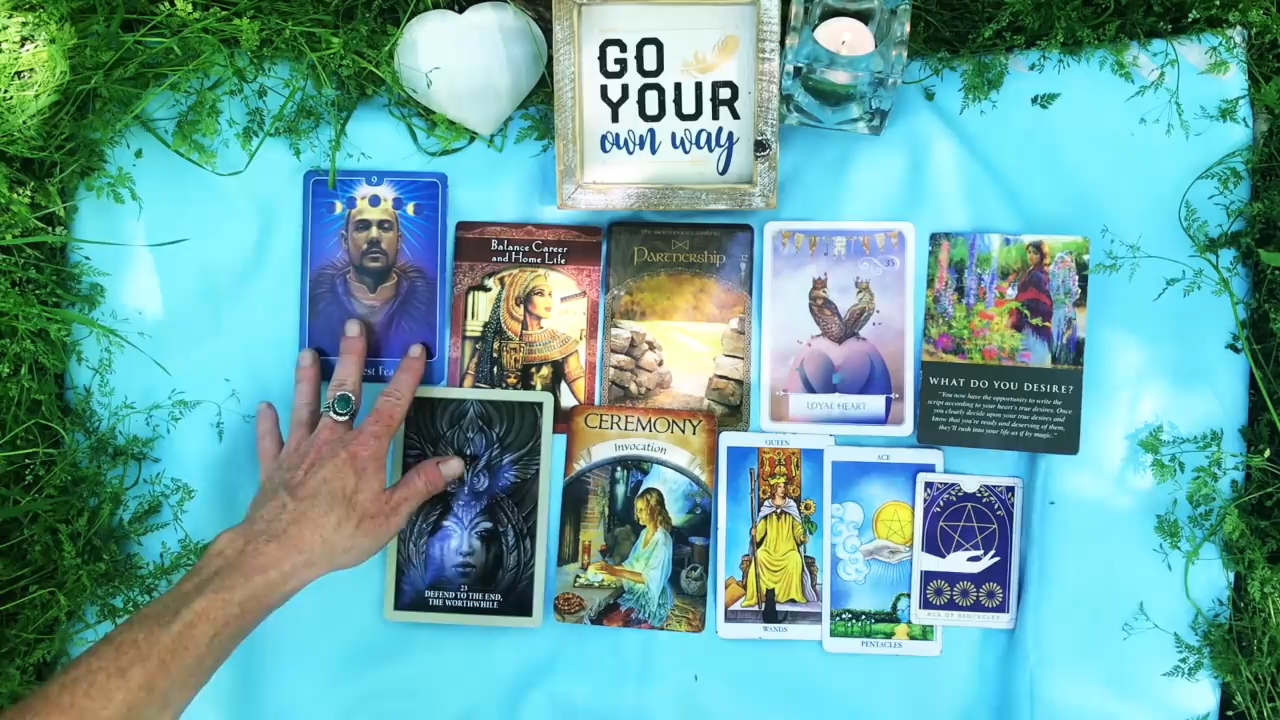 GO
YOUR
own way
9
Balance Career
and Home Life
PARTNERSHIP
35
LOYAL HEART
WHAT DO YOU DESIRE?
"You now have the opportunity to write the
script according to your heart's true desires. Once
you clearly decide upon your true desires and
know that you're ready and deserving of them,
they'll rush into your life as if by magic."
23
DEFEND TO THE END,
THE WORTHWHILE
CEREMONY
Invocation
QUEEN
WANDS
ACE
PENTACLES
ACE OF PENTACLES